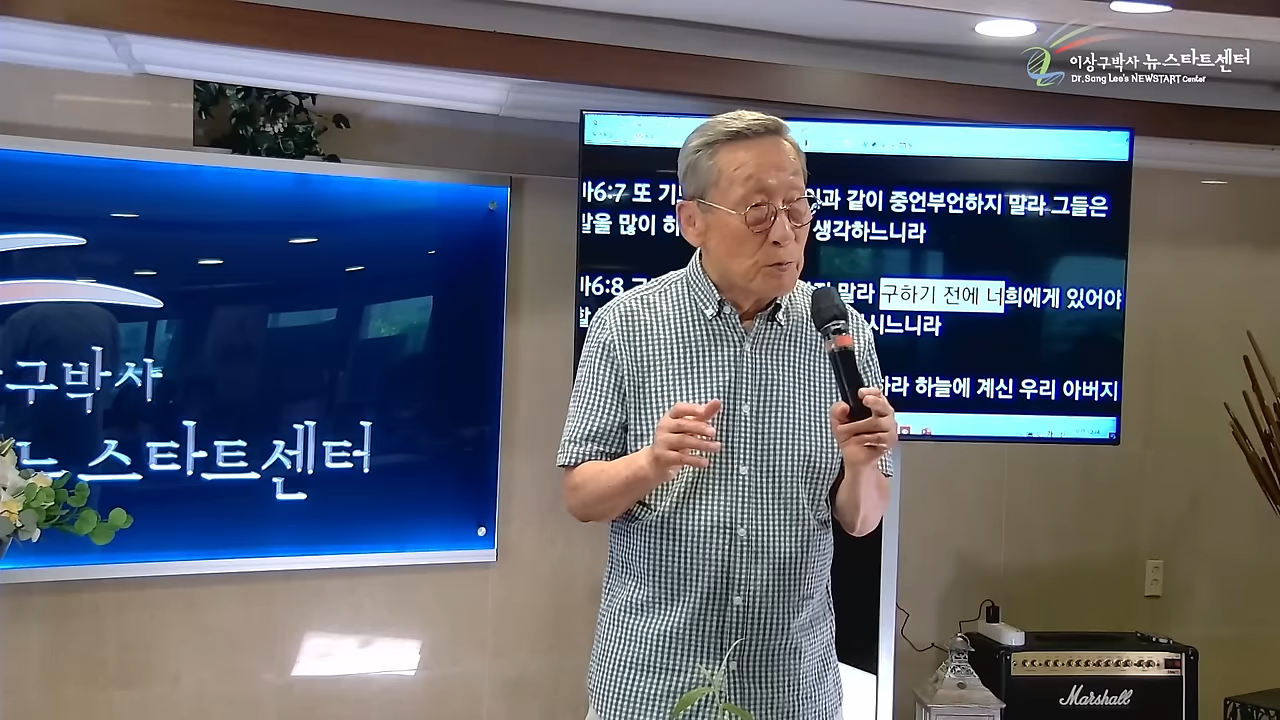 이상구박사 뉴스타트센터
Dr. Sang Lee's NEWSTART Center
마6:7 또 과 같이 중언부언하지 말라 그들은
말을 많이 생각하느니라
마6:8 말라 구하기 전에 너희에게 있어야
할 시느니라
하라 하늘에 계신 우리 아버지
구박사
뉴스타트센터
Marshall